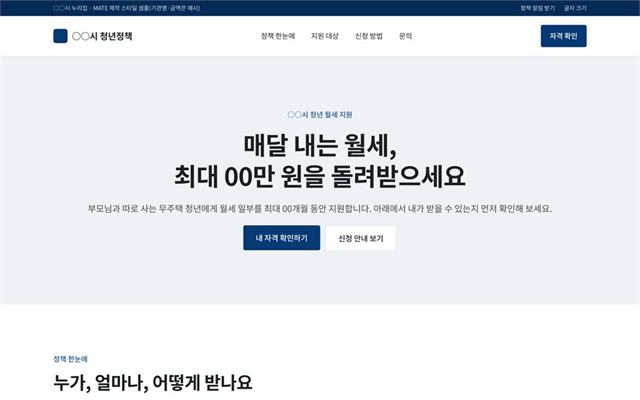 ○○시 누리집 · MATE 제작 스타일 샘플(기관명·금액은 예시)
정책 알림 받기 글자 크기
○○시 청년정책
정책 한눈에 지원 대상 신청 방법 문의
자격 확인
○○시 청년 월세 지원
매달 내는 월세,
최대 00만 원을 돌려받으세요
부모님과 따로 사는 무주택 청년에게 월세 일부를 최대 00개월 동안 지원합니다. 아래에서 내가 받을 수 있는지 먼저 확인해 보세요.
내 자격 확인하기 신청 안내 보기
정책 한눈에
누가, 얼마나, 어떻게 받나요